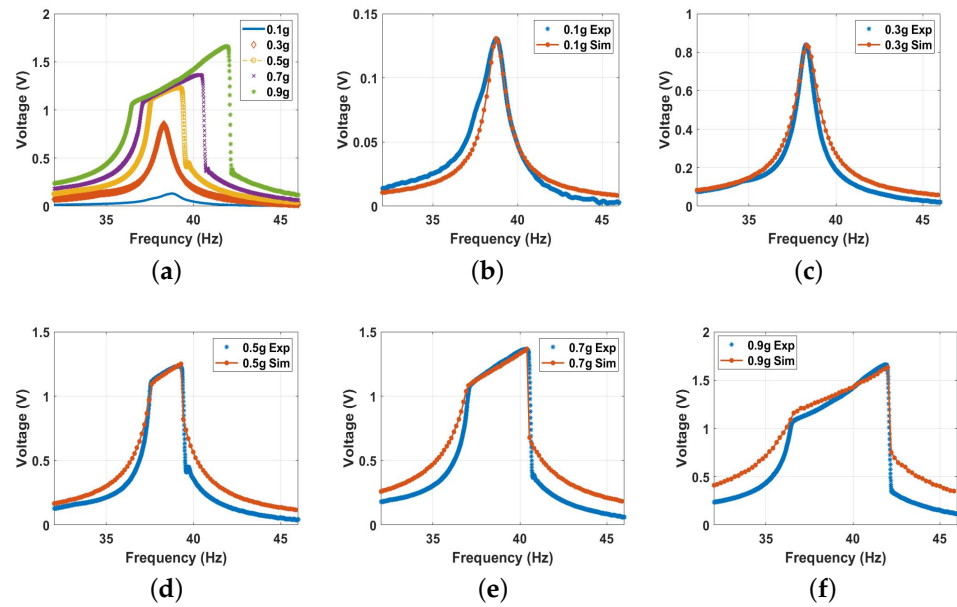 2
1.5
1
0.5
0
Voltage (V)
0.1g
0.3g
0.5g
0.7g
0.9g
35 40 45
Frequncy (Hz)
(a)
0.15
0.1
0.05
0
Voltage (V)
0.1g Exp
0.1g Sim
35 40 45
Frequncy (Hz)
(b)
1
0.8
0.6
0.4
0.2
0
Voltage (V)
0.3g Exp
0.3g Sim
35 40 45
Frequncy (Hz)
(c)
1.5
1
0.5
0
Voltage (V)
0.5g Exp
0.5g Sim
35 40 45
Frequency (Hz)
(d)
1.5
1
0.5
0
Voltage (V)
0.7g Exp
0.7g Sim
35 40 45
Frequency (Hz)
(e)
2
1.5
1
0.5
0
Voltage (V)
0.9g Exp
0.9g Sim
35 40 45
Frequency (Hz)
(f)